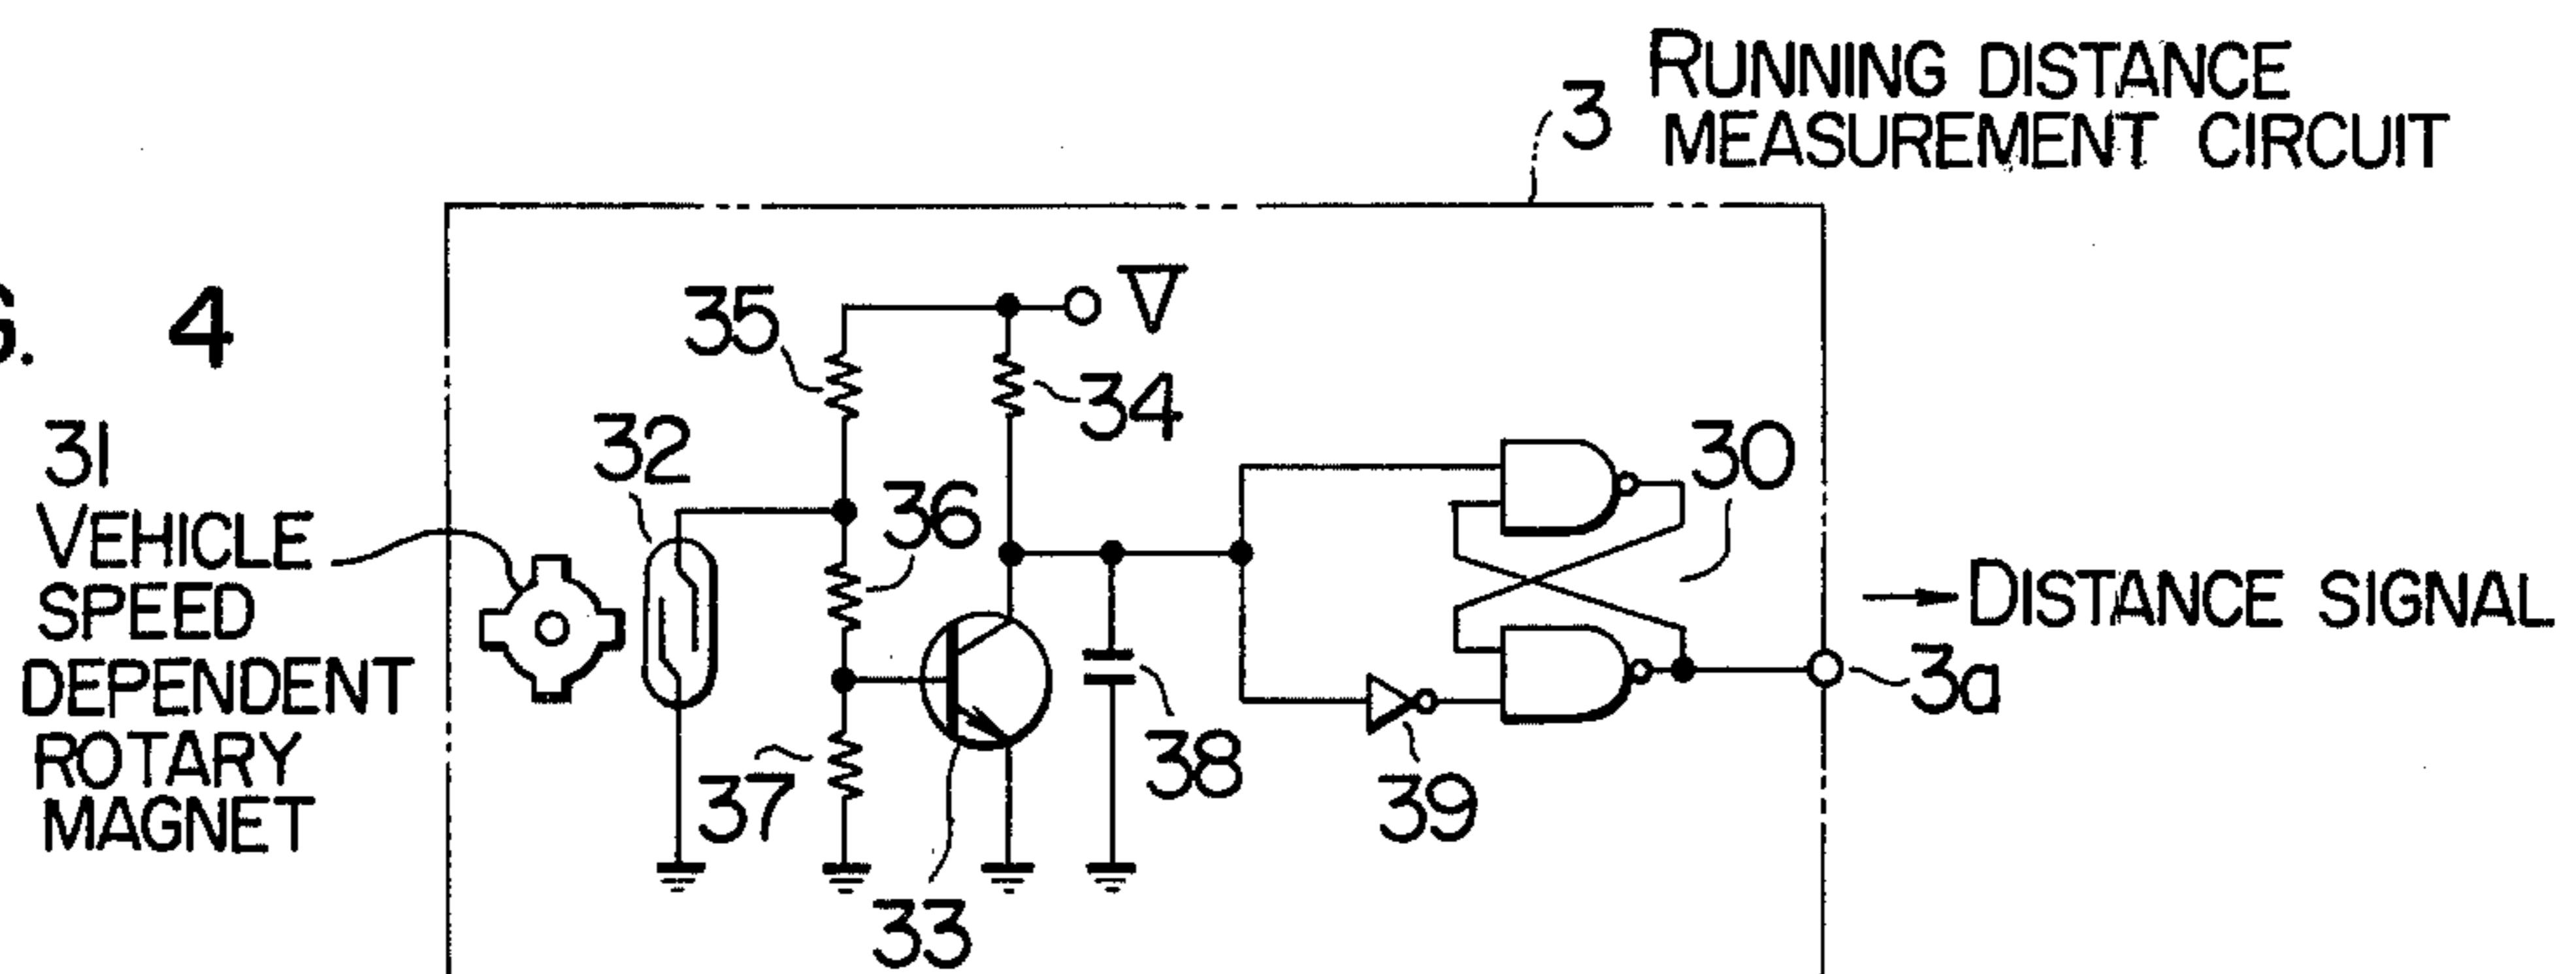 3 RUNNING DISTANCE
MEASUREMENT CIRCUIT
G. 4
V
35
34
32
36
30
31
VEHICLE
SPEED
DEPENDENT
ROTARY
MAGNET
→ DISTANCE SIGNAL
3a
37
38
39
33